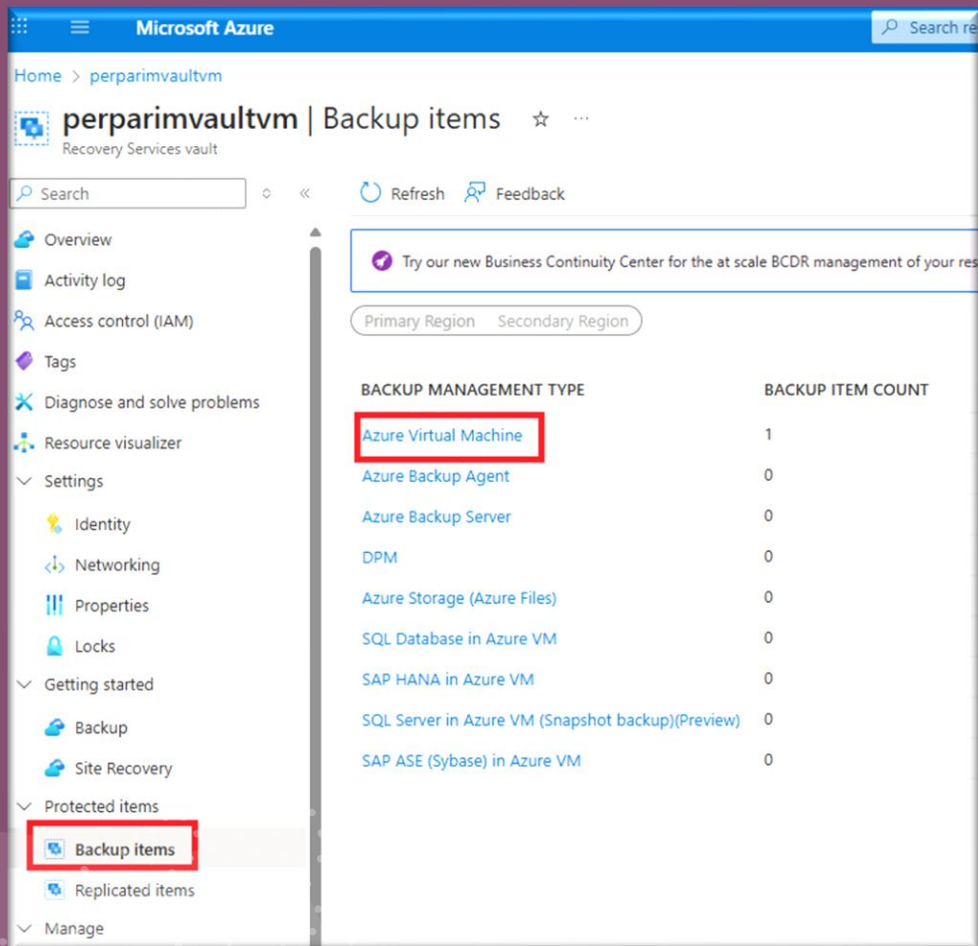 Microsoft Azure
Search re
Home > perparimvaultvm
perparimvaultvm | Backup items
Recovery Services vault
Search
Refresh
Feedback
Overview
Activity log
Access control (IAM)
Tags
Diagnose and solve problems
Resource visualizer
Settings
Identity
Networking
Properties
Locks
Getting started
Backup
Site Recovery
Protected items
Backup items
Replicated items
Manage
Try our new Business Continuity Center for the at scale BCDR management of your res
Primary Region Secondary Region
BACKUP MANAGEMENT TYPE BACKUP ITEM COUNT
Azure Virtual Machine 1
Azure Backup Agent 0
Azure Backup Server 0
DPM 0
Azure Storage (Azure Files) 0
SQL Database in Azure VM 0
SAP HANA in Azure VM 0
SQL Server in Azure VM (Snapshot backup)(Preview) 0
SAP ASE (Sybase) in Azure VM 0